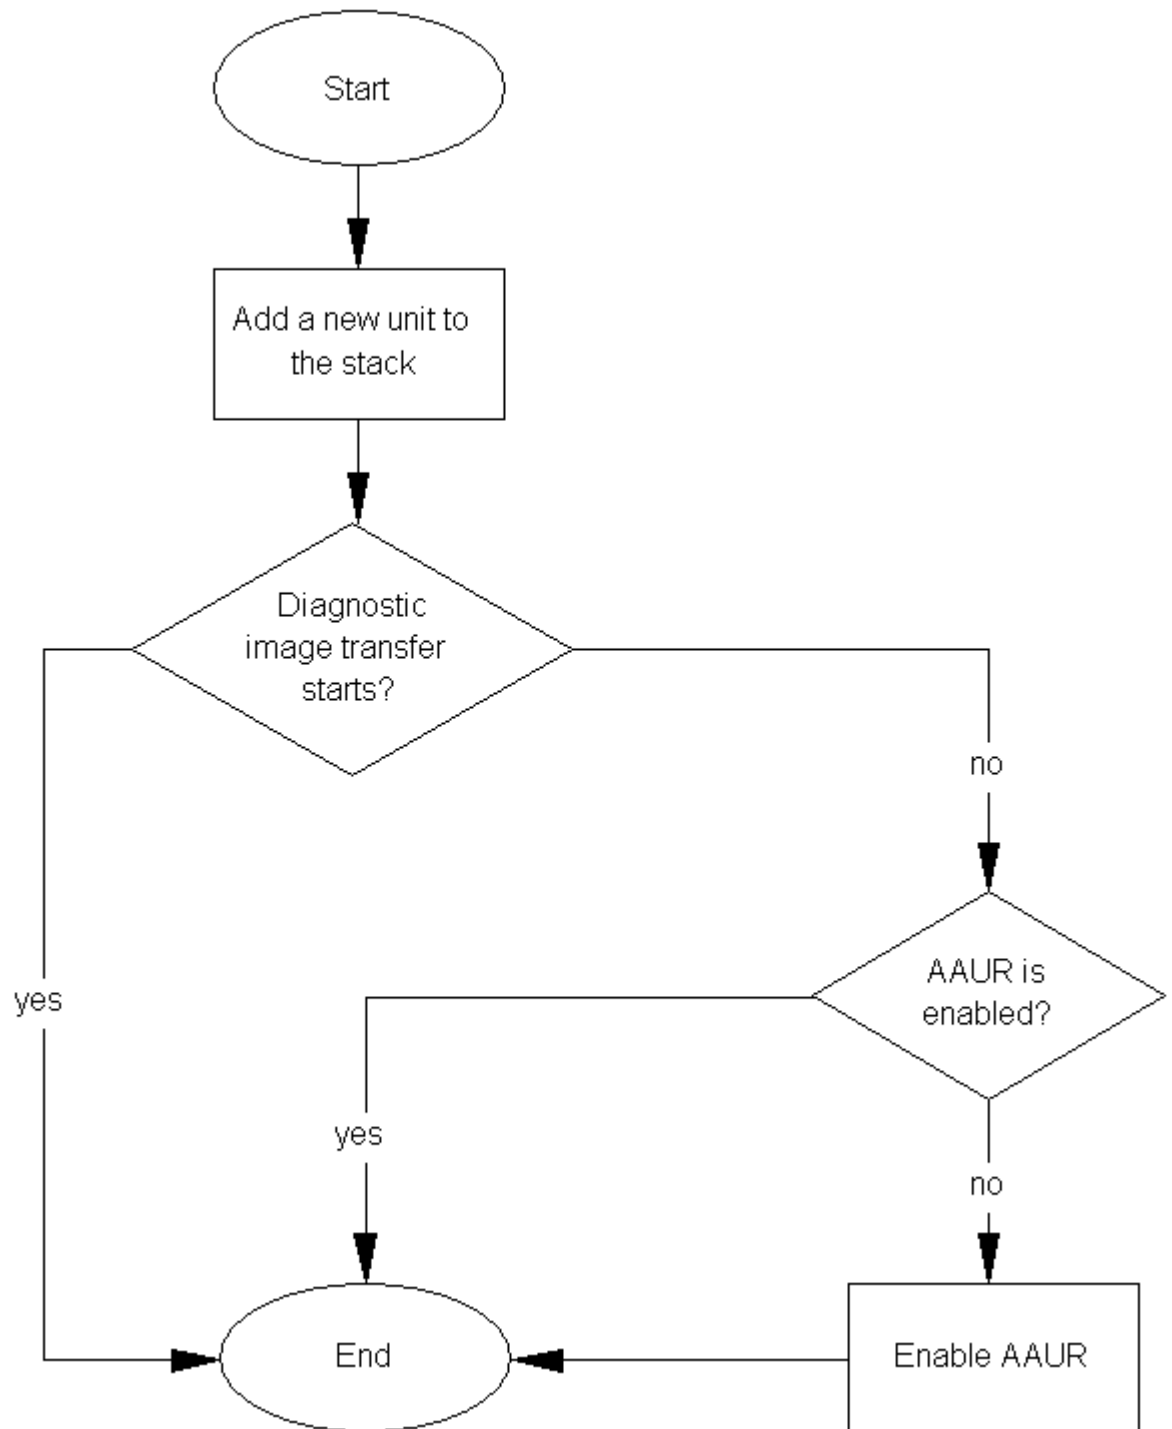 Start
Add a new unit to
the stack
Diagnostic
image transfer
starts?
no
AAUR is
enabled?
yes
yes
no
End
Enable AAUR